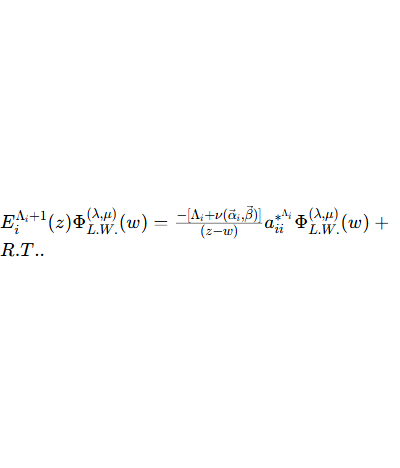 $E_i^{\Lambda_i+1}(z)\Phi_{L.W.}^{(\lambda,\mu)}(w) = \frac{-[\Lambda_i+\nu(\vec{\alpha}_i,\vec{\beta})]}{(z-w)} a_{ii}^{*^{\Lambda_i}} \Phi_{L.W.}^{(\lambda,\mu)}(w) +$
$R.T..$